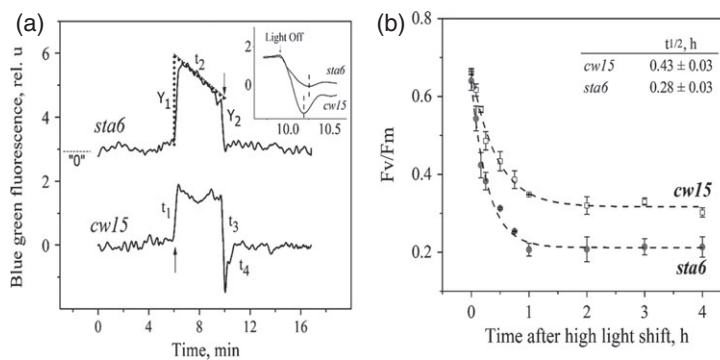 (a)
Blue green fluorescence, rel. u
6
4
2
0
"0"
sta6
cw15
Y1
t2
Y2
t1
t3
t4
Light Off
2
0
sta6
cw15
10.0 10.5
0 4 8 12 16
Time, min
(b)
Fv/Fm
0.8
0.6
0.4
0.2
t1/2, h
cw15 0.43 ± 0.03
sta6 0.28 ± 0.03
cw15
sta6
0 1 2 3 4
Time after high light shift, h